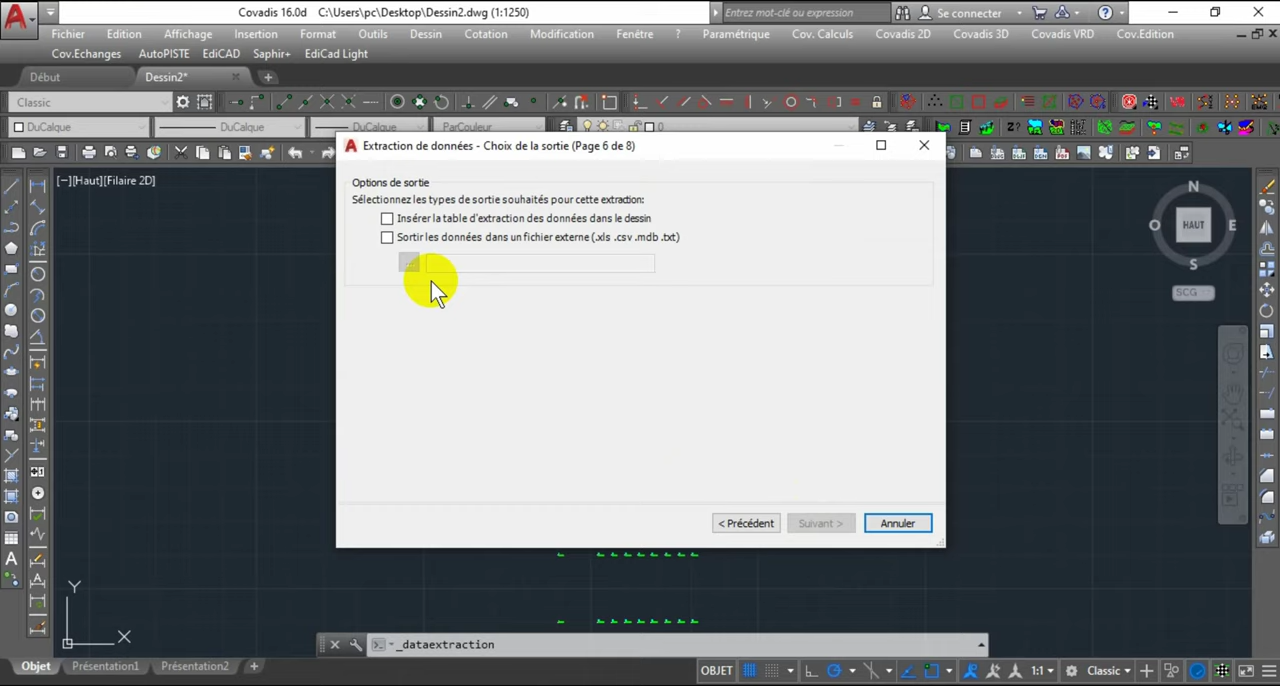 Covadis 16.0d C:\Users\pc\Desktop\Dessin2.dwg (1:1250)
Entrez mot-clé ou expression
Se connecter
Fichier Edition Affichage Insertion Format Outils Dessin Cotation Modification Fenêtre ? Paramétrique Cov. Calculs Covadis 2D Covadis 3D Covadis VRD Cov.Edition
Cov.Echanges AutoPISTE EdiCAD Saphir+ EdiCad Light
Début Dessin2* +
Classic
DuCalque DuCalque DuCalque ParCouleur 0
Extraction de données - Choix de la sortie (Page 6 de 8)
[−][Haut][Filaire 2D]
Options de sortie
Sélectionnez les types de sortie souhaités pour cette extraction:
Insérer la table d'extraction des données dans le dessin
Sortir les données dans un fichier externe (.xls .csv .mdb .txt)
...
N
O HAUT E
S
SCG
< Précédent Suivant > Annuler
Y
X
_dataextraction
Objet Présentation1 Présentation2 +
OBJET 1:1 Classic